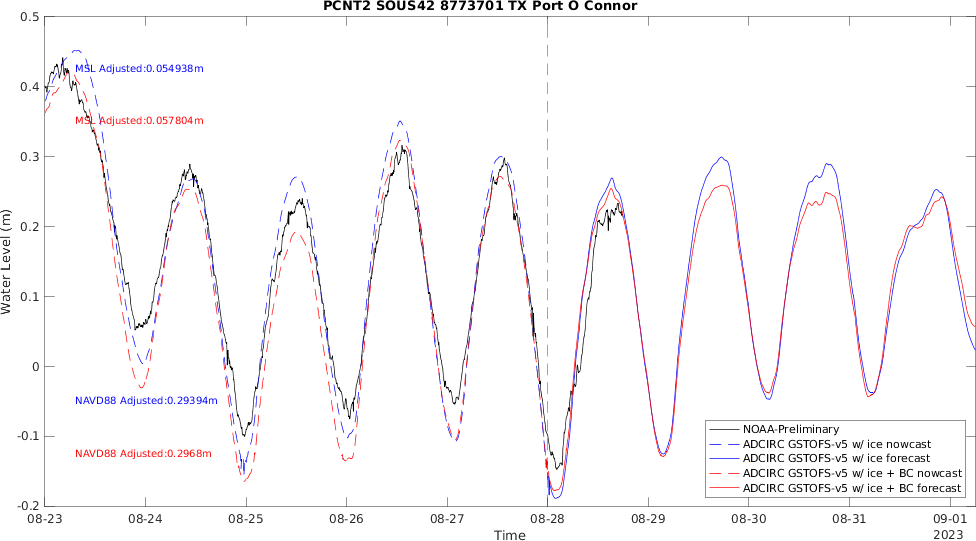 PCNT2 SOUS42 8773701 TX Port O Connor
0.5
MSL Adjusted:0.054938m
0.4
MSL Adjusted:0.057804m
0.3
0.2
Water Level (m)
0.1
0
NAVD88 Adjusted:0.29394m
-0.1
NAVD88 Adjusted:0.2968m
-0.2
NOAA-Preliminary
ADCIRC GSTOFS-v5 w/ ice nowcast
ADCIRC GSTOFS-v5 w/ ice forecast
ADCIRC GSTOFS-v5 w/ ice + BC nowcast
ADCIRC GSTOFS-v5 w/ ice + BC forecast
08-23 08-24 08-25 08-26 08-27 08-28 08-29 08-30 08-31 09-01
Time 2023